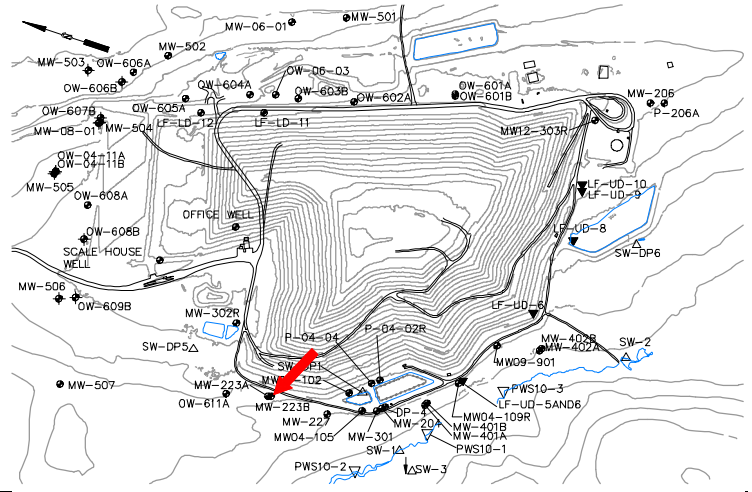 MW-501
MW-06-01
MW-502
MW-503
OW-606A
OW-606B
OW-06-03
OW-604A
OW-603B
OW-602A
OW-601A
OW-601B
MW-206
P-206A
OW-605A
OW-607B
LF-LD-12
LF-LD-11
MW-08-01
MW-504
MW12-303R
OW-04-11A
OW-04-11B
MW-505
LF-UD-10
LF-UD-9
OW-608A
OFFICE WELL
OW-608B
LF-UD-8
SCALE HOUSE
WELL
SW-DP6
MW-506
OW-609B
LF-UD-6
MW-302R
P-04-04
P-04-02R
MW-402B
MW-402A
SW-2
SW-DP5
MW09-901
MW-507
MW-223A
PWS10-3
OW-611A
MW-223B
LF-UD-5AND6
DP-4
MW04-109R
MW-227
MW-204
MW-401B
MW04-105
MW-301
MW-401A
SW-1
PWS10-1
PWS10-2
SW-3